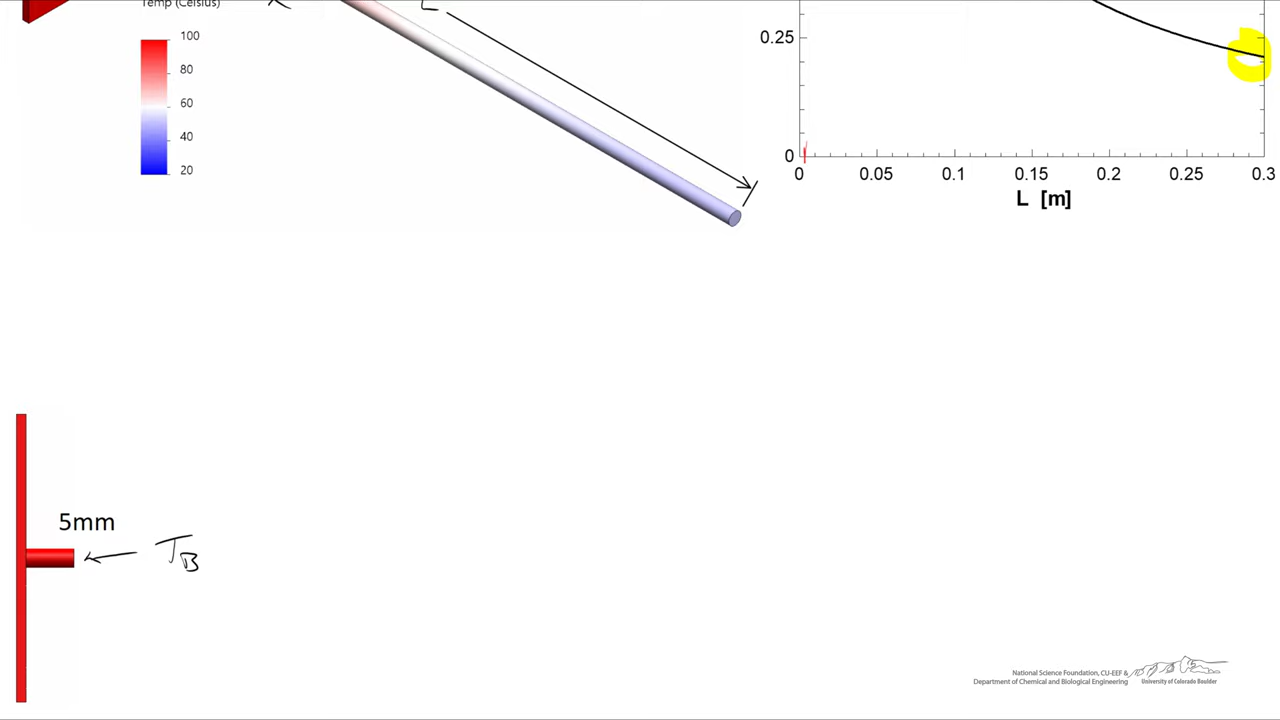 Temp (Celsius)
100
80
60
40
20
L
0.25
0
0 0.05 0.1 0.15 0.2 0.25 0.3
L [m]
5mm
T_B
National Science Foundation, CU-EEF &
Department of Chemical and Biological Engineering
University of Colorado Boulder